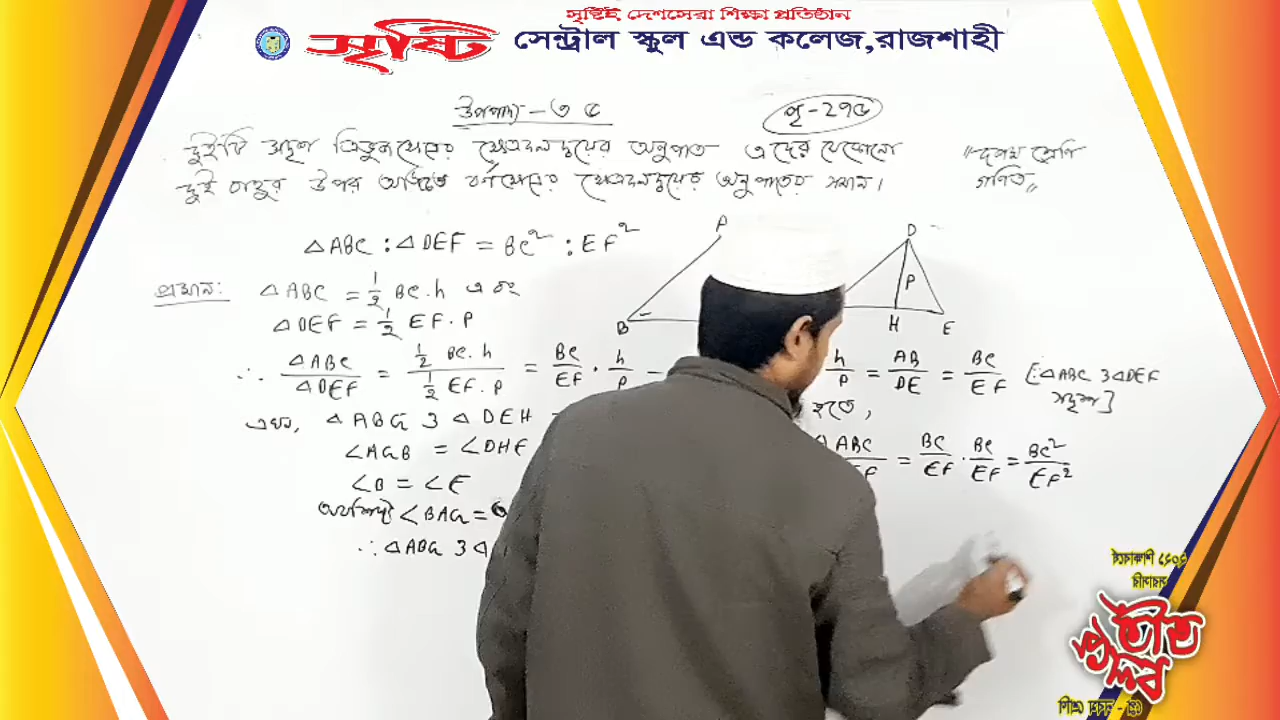 সৃষ্টিই দেশসেরা শিক্ষা প্রতিষ্ঠান
সৃষ্টি সেন্ট্রাল স্কুল এন্ড কলেজ,রাজশাহী
উপপাদ্য-৩৫
পৃ-২৭৫
দুইটি সদৃশ ত্রিভুজক্ষেত্রের ক্ষেত্রফলদ্বয়ের অনুপাত এদের যেকোনো
দুই বাহুর উপর অঙ্কিত বর্গক্ষেত্রের ক্ষেত্রফলদ্বয়ের অনুপাতের সমান।
"দশম শ্রেণি
গণিত"
△ABC : △DEF = BC² : EF²
প্রমাণ: △ABC = 1/2 BC.h এবং
△DEF = 1/2 EF.P
∴ △ABC/△DEF = 1/2 BC.h / 1/2 EF.P = BC/EF · h/P
এখন, △ABG ও △DEH
∠AGB = ∠DHE
∠B = ∠E
অবশিষ্ট ∠BAG =
∴ △ABG ও △
B
D
P
H
E
h/P = AB/DE = BC/EF [△ABC ও △DEF
সদৃশ]
হতে,
ABC/EF = BC/EF · BC/EF = BC²/EF²